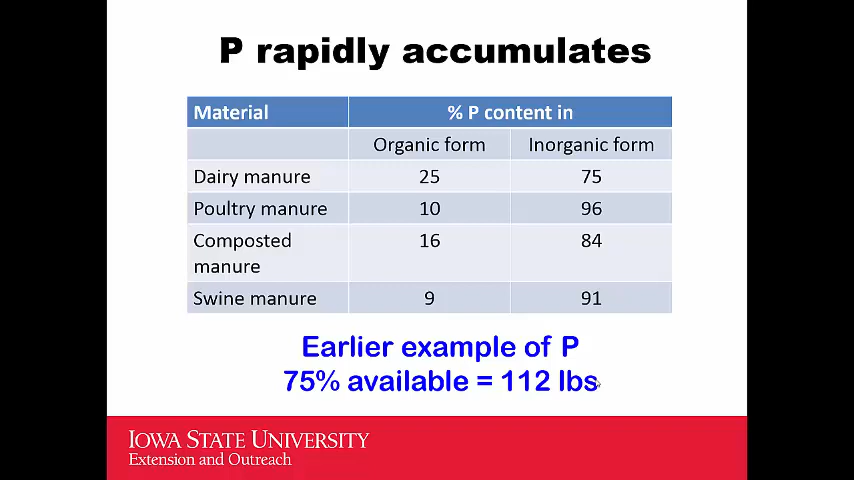 P rapidly accumulates
Material % P content in
Organic form Inorganic form
Dairy manure 25 75
Poultry manure 10 96
Composted manure 16 84
Swine manure 9 91
Earlier example of P
75% available = 112 lbs
IOWA STATE UNIVERSITY
Extension and Outreach